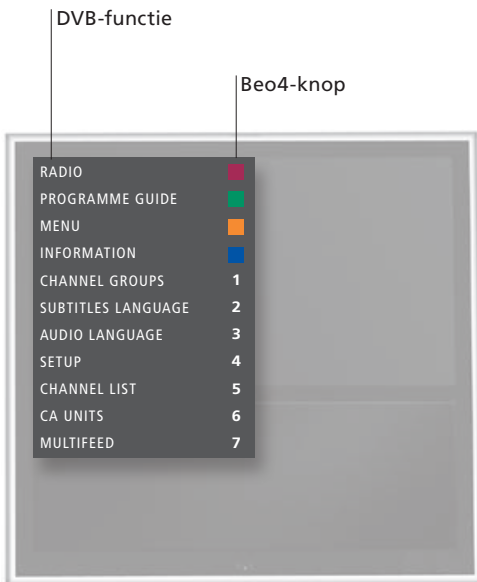 DVB-functie
Beo4-knop
RADIO
PROGRAMME GUIDE
MENU
INFORMATION
CHANNEL GROUPS 1
SUBTITLES LANGUAGE 2
AUDIO LANGUAGE 3
SETUP 4
CHANNEL LIST 5
CA UNITS 6
MULTIFEED 7